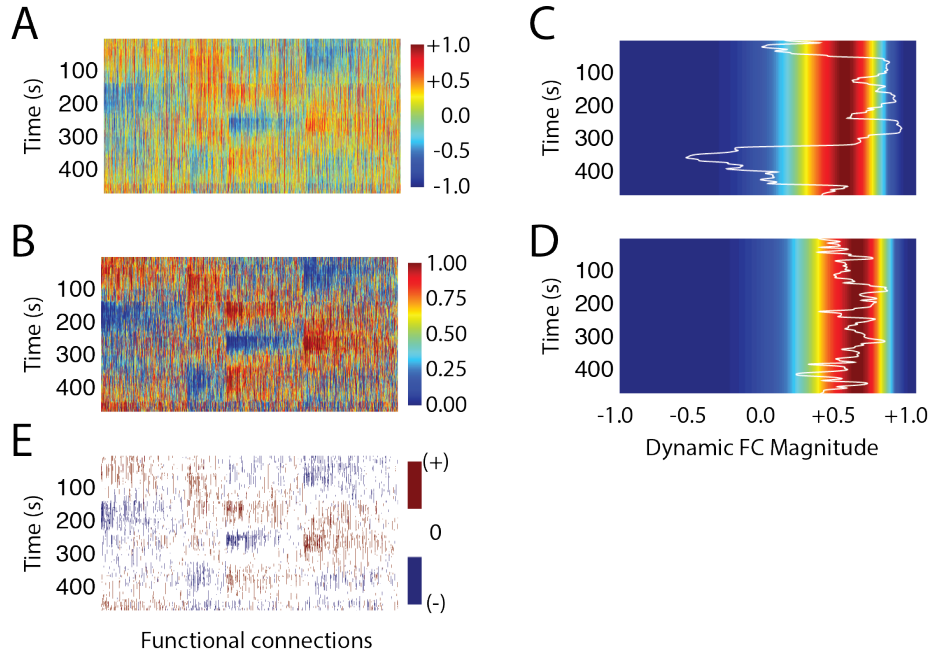 A
Time (s)
100
200
300
400
+1.0
+0.5
0.0
-0.5
-1.0
B
Time (s)
100
200
300
400
1.00
0.75
0.50
0.25
0.00
E
Time (s)
100
200
300
400
(+)
0
(-)
Functional connections
C
Time (s)
100
200
300
400
D
Time (s)
100
200
300
400
-1.0 -0.5 0.0 +0.5 +1.0
Dynamic FC Magnitude